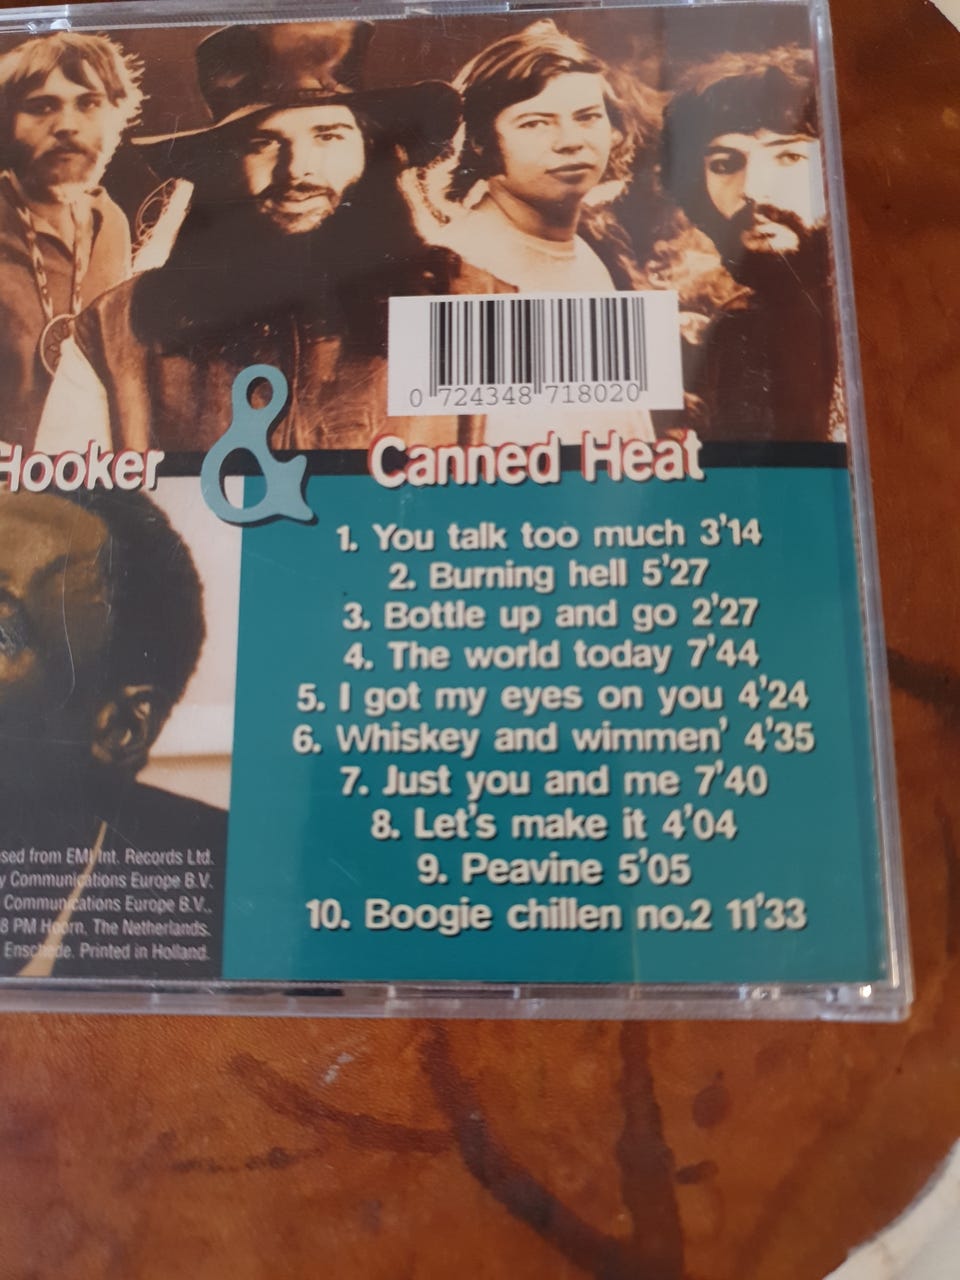 0 724348 718020
Hooker & Canned Heat
1. You talk too much 3'14
2. Burning hell 5'27
3. Bottle up and go 2'27
4. The world today 7'44
5. I got my eyes on you 4'24
6. Whiskey and wimmen' 4'35
7. Just you and me 7'40
8. Let's make it 4'04
9. Peavine 5'05
10. Boogie chillen no.2 11'33
from EMI Int. Records Ltd.
Communications Europe B.V.
Communications Europe B.V.,
8 PM Hoorn. The Netherlands.
Enschede. Printed in Holland.